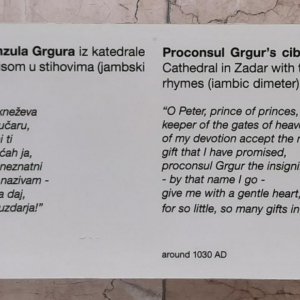 nzula Grgura iz katedrale
isom u stihovima (jambski
kneževa
učaru,
i ti
ćah ja,
neznatni
nazivam -
a daj,
uzdarja!"
Proconsul Grgur's cib
Cathedral in Zadar with t
rhymes (iambic dimeter)
"O Peter, prince of princes,
keeper of the gates of heave
of my devotion accept the
gift that I have promised,
proconsul Grgur the insigni
- by that name I go -
give me with a gentle heart,
for so little, so many gifts in
around 1030 AD